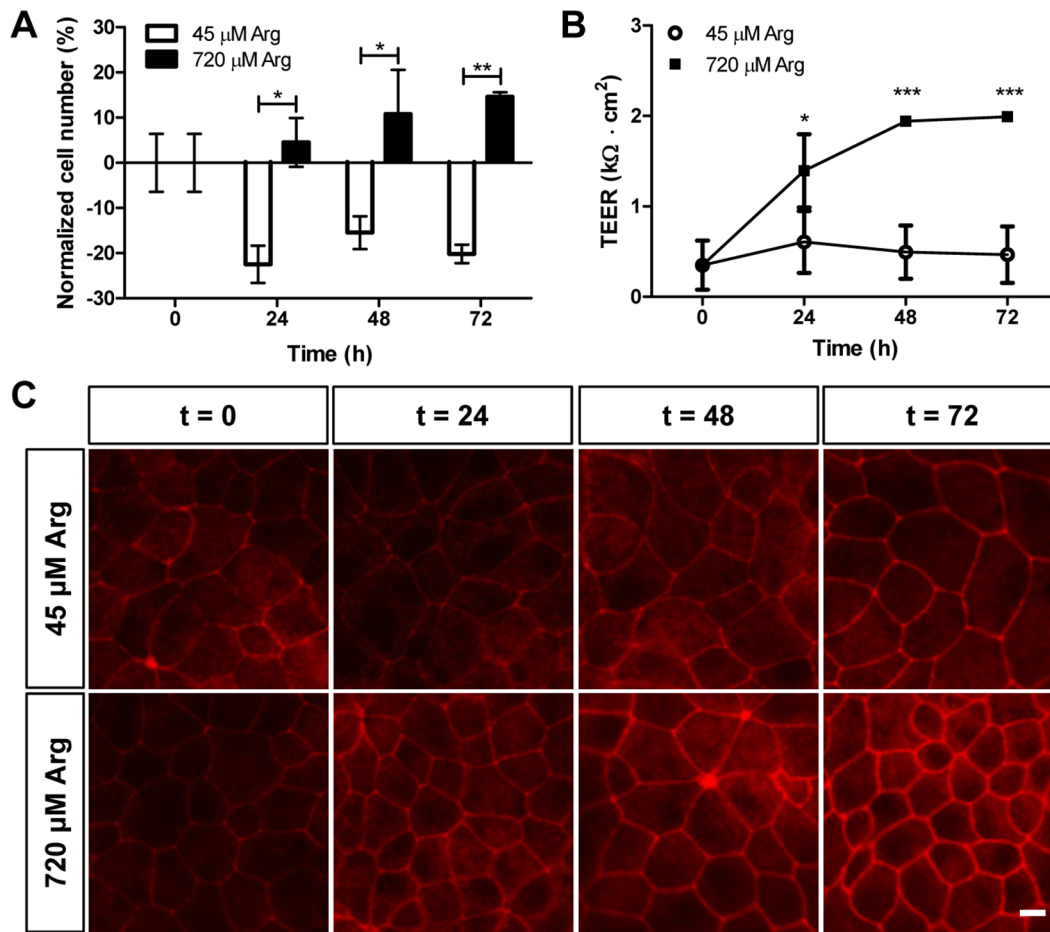 A
Normalized cell number (%)
30
20
10
0
-10
-20
-30
45 μM Arg
720 μM Arg
*
*
**
0 24 48 72
Time (h)
B
TEER (kΩ · cm²)
3
2
1
0
45 μM Arg
720 μM Arg
*
***
***
0 24 48 72
Time (h)
C
t = 0 t = 24 t = 48 t = 72
45 μM Arg
720 μM Arg